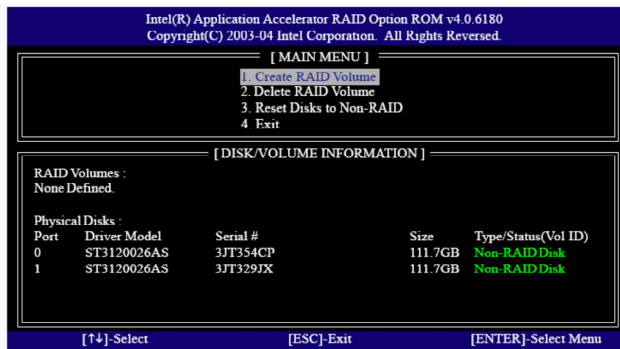 Intel(R) Application Accelerator RAID Option ROM v4.0.6180
Copyright(C) 2003-04 Intel Corporation. All Rights Reversed.
[ MAIN MENU ]
1. Create RAID Volume
2. Delete RAID Volume
3. Reset Disks to Non-RAID
4 Exit
[ DISK/VOLUME INFORMATION ]
RAID Volumes :
None Defined.
Physical Disks :
Port Driver Model Serial # Size Type/Status(Vol ID)
0 ST3120026AS 3JT354CP 111.7GB Non-RAID Disk
1 ST3120026AS 3JT329JX 111.7GB Non-RAID Disk
[↑↓]-Select [ESC]-Exit [ENTER]-Select Menu